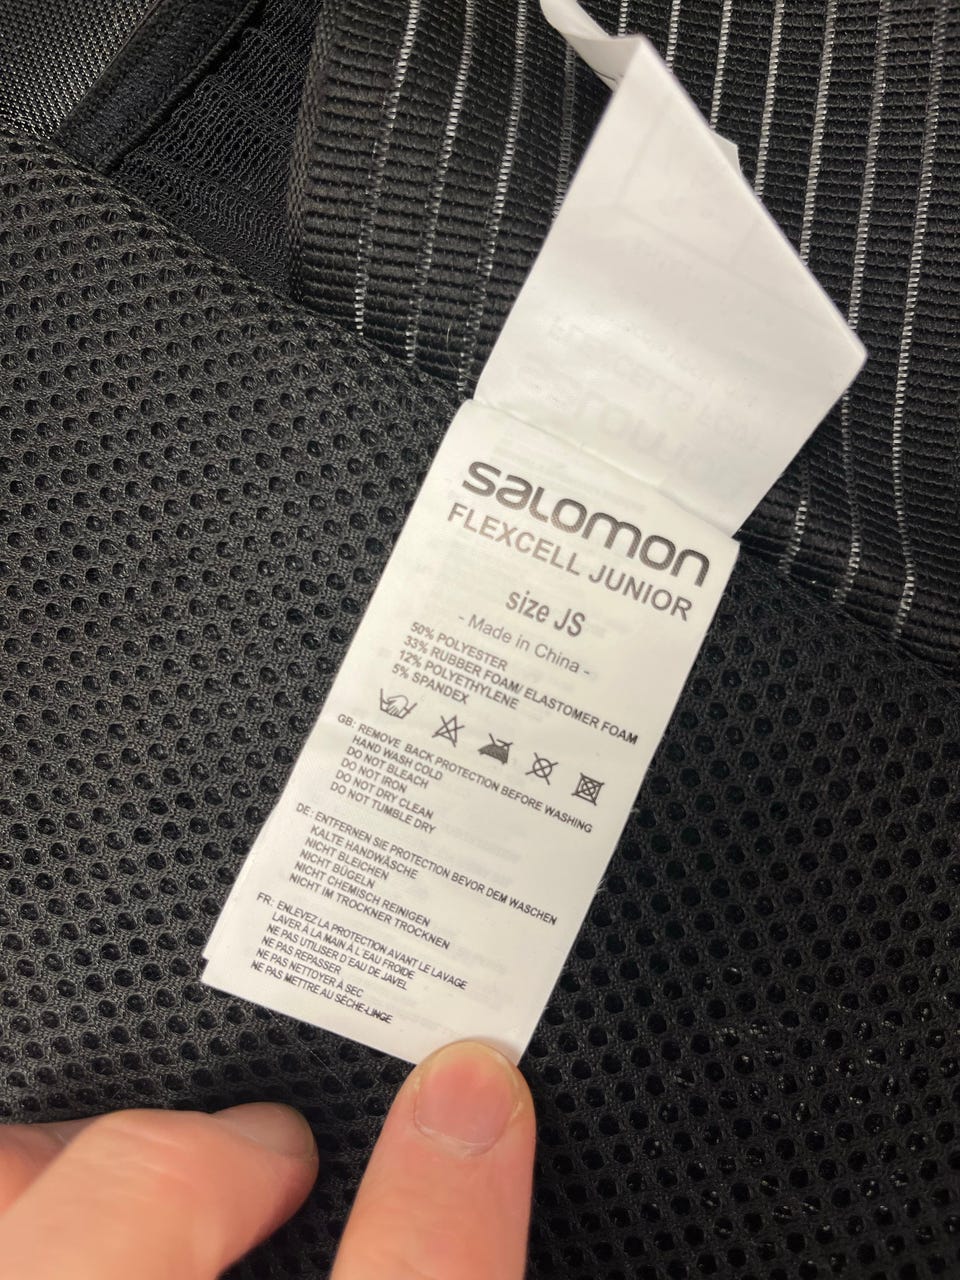 salomon
FLEXCELL JUNIOR
size JS
- Made in China -
50% POLYESTER
33% RUBBER FOAM/ ELASTOMER FOAM
12% POLYETHYLENE
5% SPANDEX
GB: REMOVE BACK PROTECTION BEFORE WASHING
HAND WASH COLD
DO NOT BLEACH
DO NOT IRON
DO NOT DRY CLEAN
DO NOT TUMBLE DRY
DE: ENTFERNEN SIE PROTECTION BEVOR DEM WASCHEN
KALTE HANDWÄSCHE
NICHT BLEICHEN
NICHT BÜGELN
NICHT CHEMISCH REINIGEN
NICHT IM TROCKNER TROCKNEN
FR: ENLEVEZ LA PROTECTION AVANT LE LAVAGE
LAVER À LA MAIN À L'EAU FROIDE
NE PAS UTILISER D'EAU DE JAVEL
NE PAS REPASSER
NE PAS NETTOYER À SEC
NE PAS METTRE AU SÈCHE-LINGE